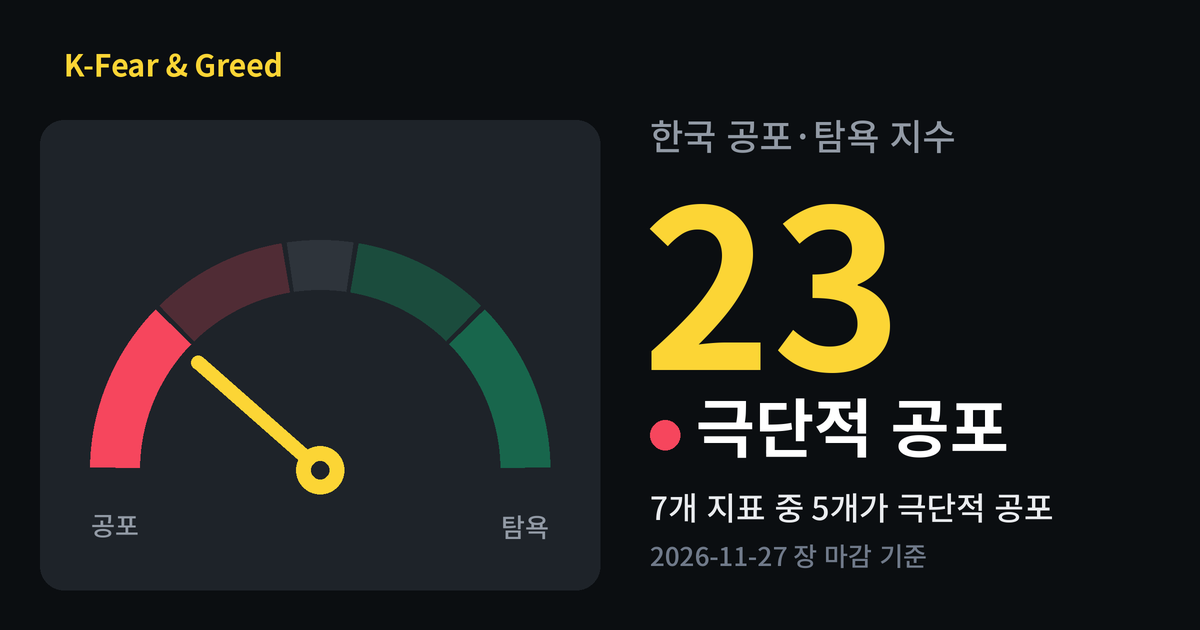 K-Fear & Greed
한국 공포·탐욕 지수
23
극단적 공포
7개 지표 중 5개가 극단적 공포
2026-11-27 장 마감 기준
공포
탐욕